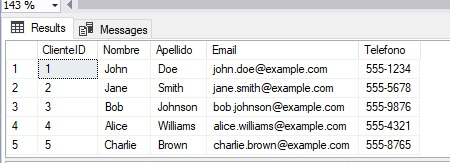 143 %
Results Messages
ClienteID Nombre Apellido Email Telefono
1 1 John Doe john.doe@example.com 555-1234
2 2 Jane Smith jane.smith@example.com 555-5678
3 3 Bob Johnson bob.johnson@example.com 555-9876
4 4 Alice Williams alice.williams@example.com 555-4321
5 5 Charlie Brown charlie.brown@example.com 555-8765